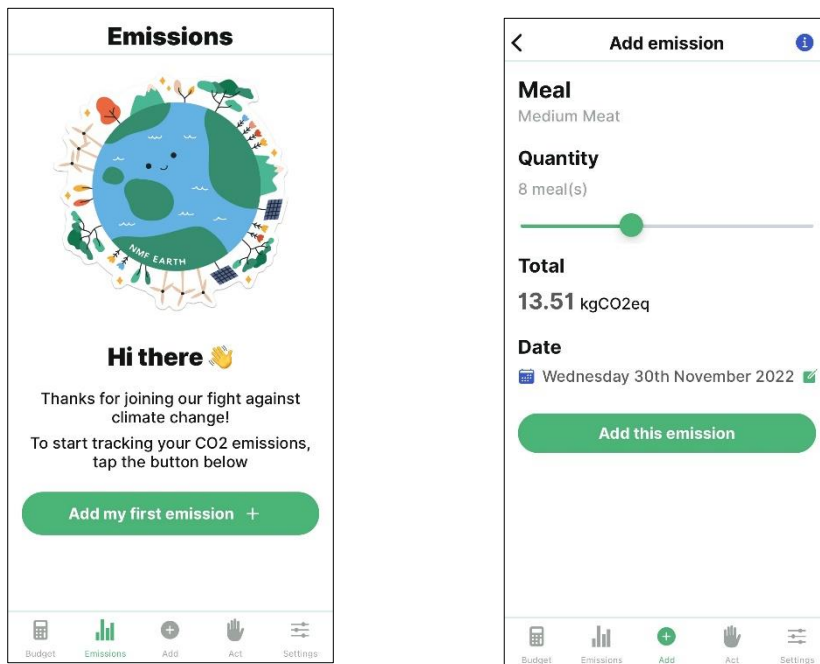 Emissions
NMF EARTH
Hi there 👋
Thanks for joining our fight against
climate change!
To start tracking your CO2 emissions,
tap the button below
Add my first emission +
Budget Emissions Add Act Settings
Add emission
Meal
Medium Meat
Quantity
8 meal(s)
Total
13.51 kgCO2eq
Date
Wednesday 30th November 2022
Add this emission
Budget Emissions Add Act Settings